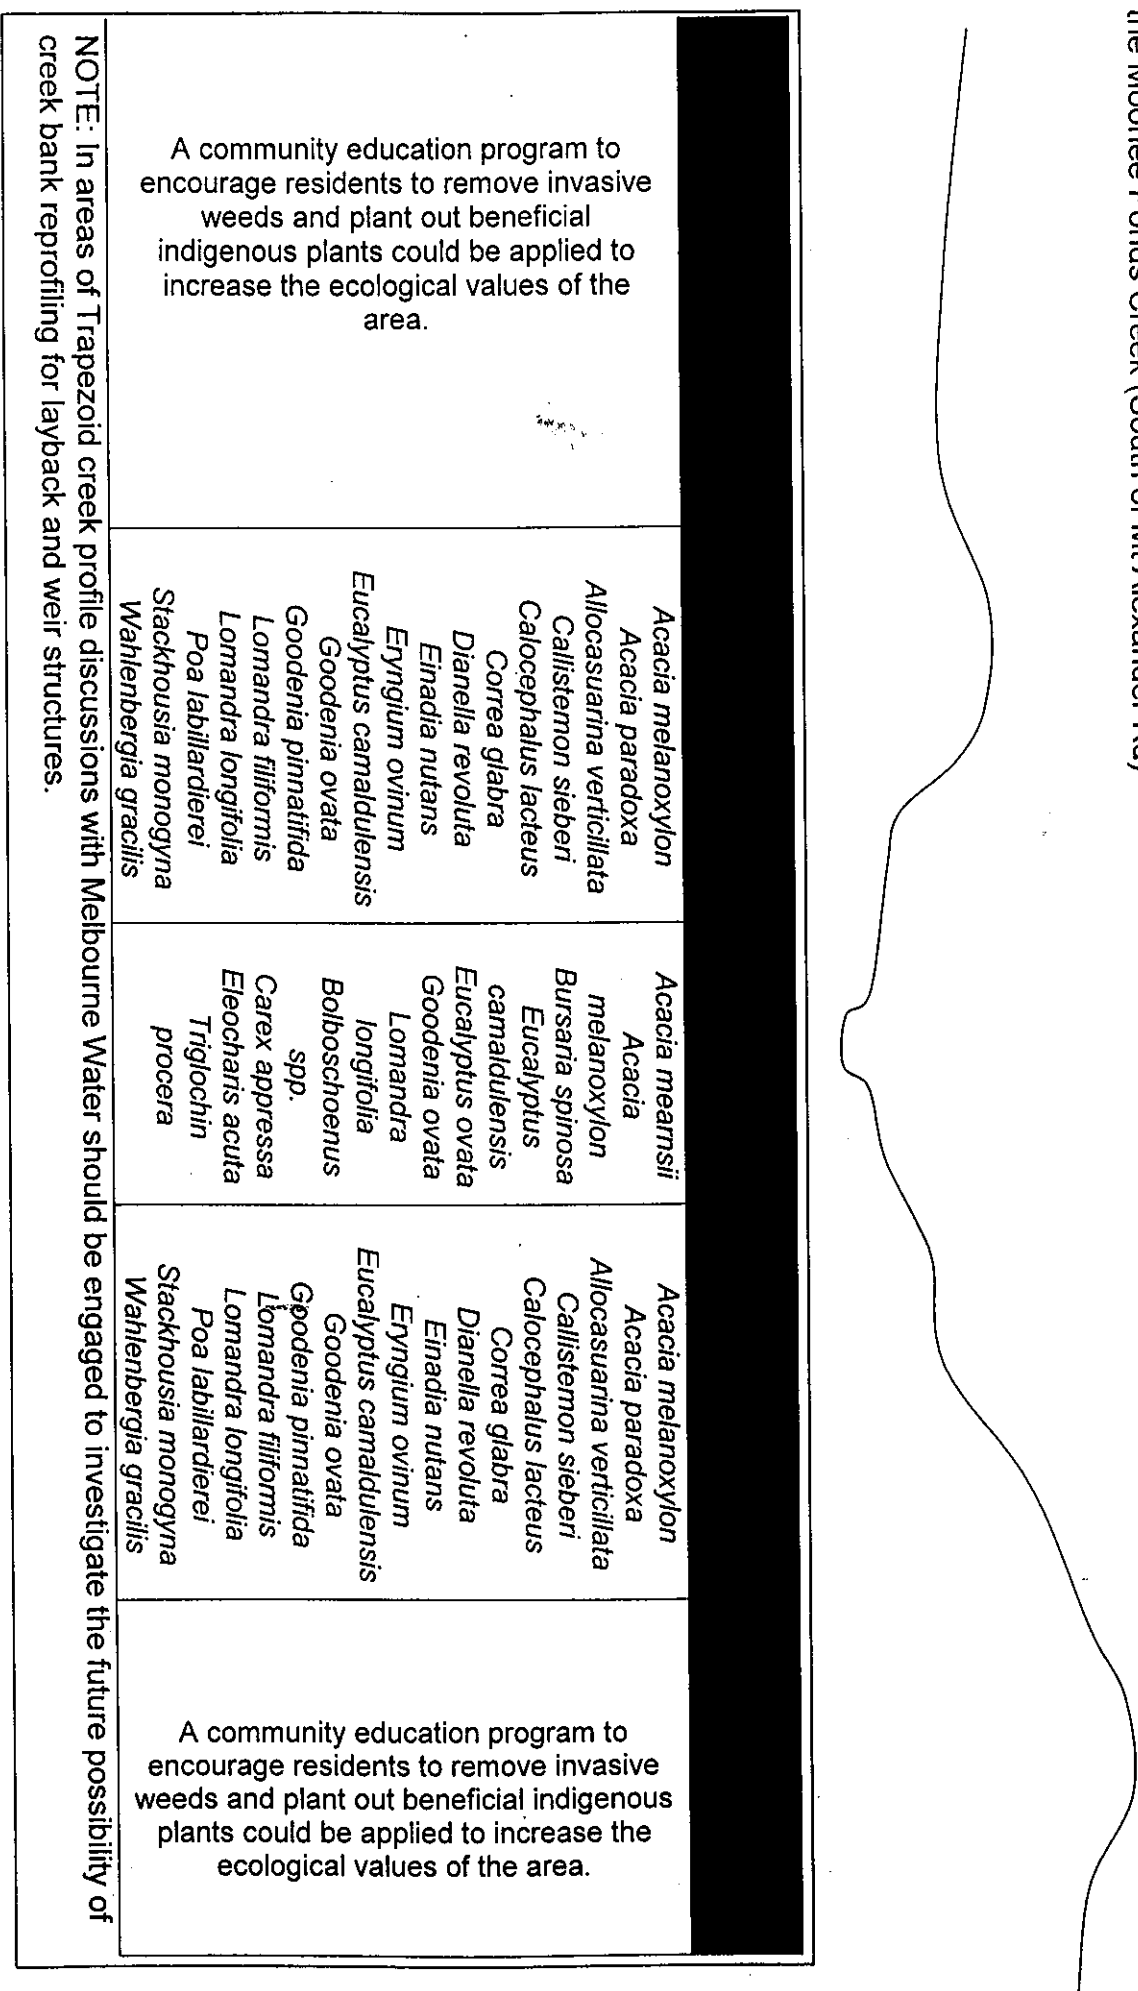 the Moonee Ponds Creek (South of Mt Alexander Rd)
A community education program to
encourage residents to remove invasive
weeds and plant out beneficial
indigenous plants could be applied to
increase the ecological values of the
area.
Acacia melanoxylon
Acacia paradoxa
Allocasuarina verticillata
Callistemon sieberi
Calocephalus lacteus
Correa glabra
Dianella revoluta
Einadia nutans
Eryngium ovinum
Eucalyptus camaldulensis
Goodenia ovata
Goodenia pinnatifida
Lomandra filiformis
Lomandra longifolia
Poa labillardierei
Stackhousia monogyna
Wahlenbergia gracilis
Acacia mearnsii
Acacia
melanoxylon
Bursaria spinosa
Eucalyptus
camaldulensis
Eucalyptus ovata
Goodenia ovata
Lomandra
longifolia
Bolboschoenus
spp.
Carex appressa
Eleocharis acuta
Triglochin
procera
Acacia melanoxylon
Acacia paradoxa
Allocasuarina verticillata
Callistemon sieberi
Calocephalus lacteus
Correa glabra
Dianella revoluta
Einadia nutans
Eryngium ovinum
Eucalyptus camaldulensis
Goodenia ovata
Goodenia pinnatifida
Lomandra filiformis
Lomandra longifolia
Poa labillardierei
Stackhousia monogyna
Wahlenbergia gracilis
A community education program to
encourage residents to remove invasive
weeds and plant out beneficial indigenous
plants could be applied to increase the
ecological values of the area.
NOTE: In areas of Trapezoid creek profile discussions with Melbourne Water should be engaged to investigate the future possibility of
creek bank reprofiling for layback and weir structures.